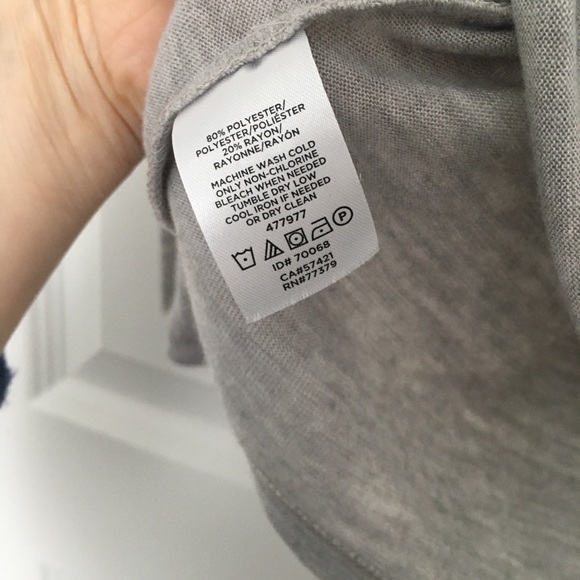 80% POLYESTER/
POLYESTER/POLIÉSTER
20% RAYON/
RAYONNE/RAYÓN
MACHINE WASH COLD
ONLY NON-CHLORINE
BLEACH WHEN NEEDED
TUMBLE DRY LOW
COOL IRON IF NEEDED
OR DRY CLEAN
477977
P
ID# 70068
CA#57421
RN#77379